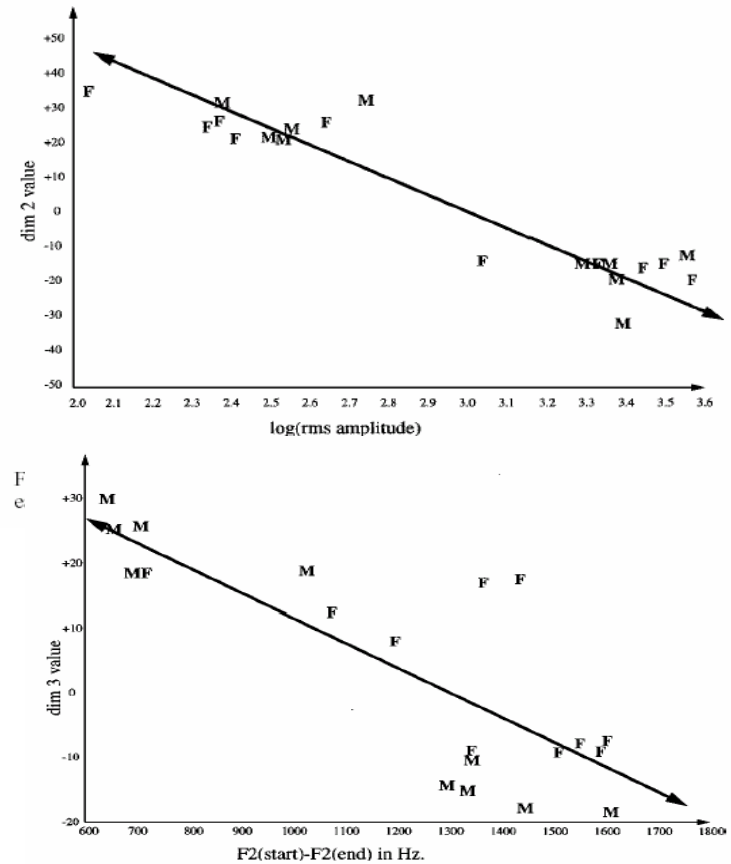 +50
+40
F
M
M
+30
F
F
F
M
M
M
F
+20
+10
dim 2 value
0
-10
F
M
F
M
F
F
M
M
F
-20
-30
M
-40
-50
2.0 2.1 2.2 2.3 2.4 2.5 2.6 2.7 2.8 2.9 3.0 3.1 3.2 3.3 3.4 3.5 3.6
log(rms amplitude)
F
e
+30
M
M
M
+20
M F
M
F
F
+10
F
F
dim 3 value
0
-10
F
M
F
F
F
F
M
M
M
M
-20
600 700 800 900 1000 1100 1200 1300 1400 1500 1600 1700 1800
F2(start)-F2(end) in Hz.